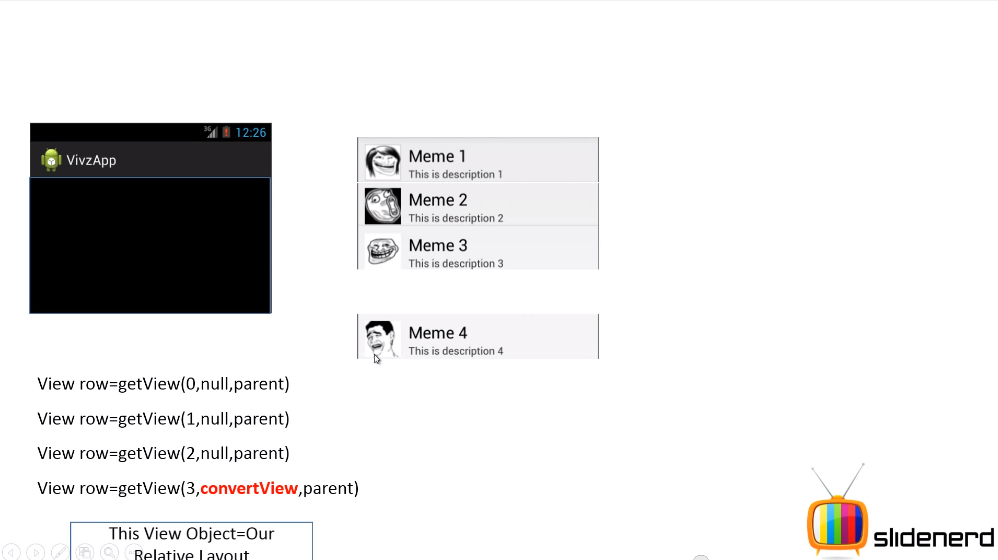 3G 12:26
VivzApp
Meme 1
This is description 1
Meme 2
This is description 2
Meme 3
This is description 3
Meme 4
This is description 4
View row=getView(0,null,parent)
View row=getView(1,null,parent)
View row=getView(2,null,parent)
View row=getView(3,convertView,parent)
This View Object=Our
Relative Layout
slidenerd